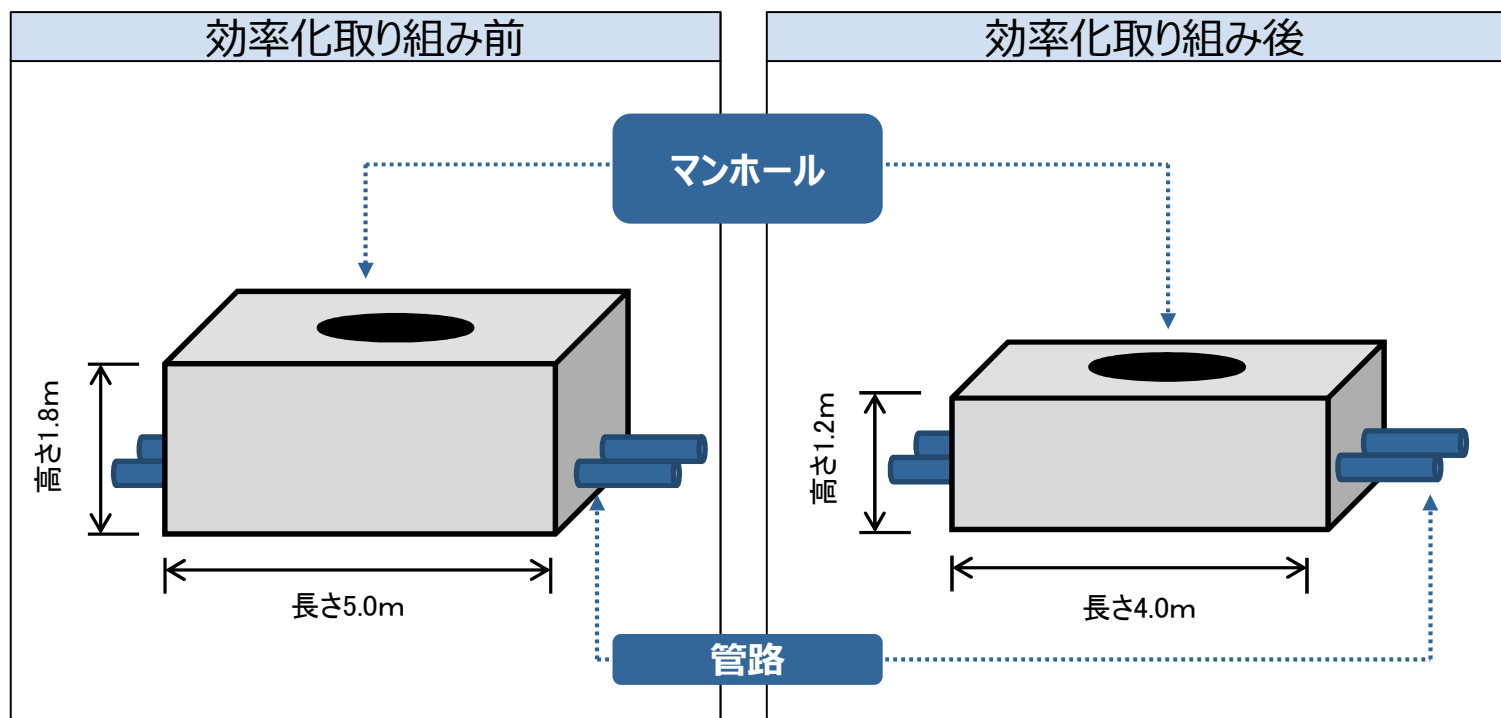 効率化取り組み前
効率化取り組み後
マンホール
高さ1.8m
高さ1.2m
長さ5.0m
長さ4.0m
管路